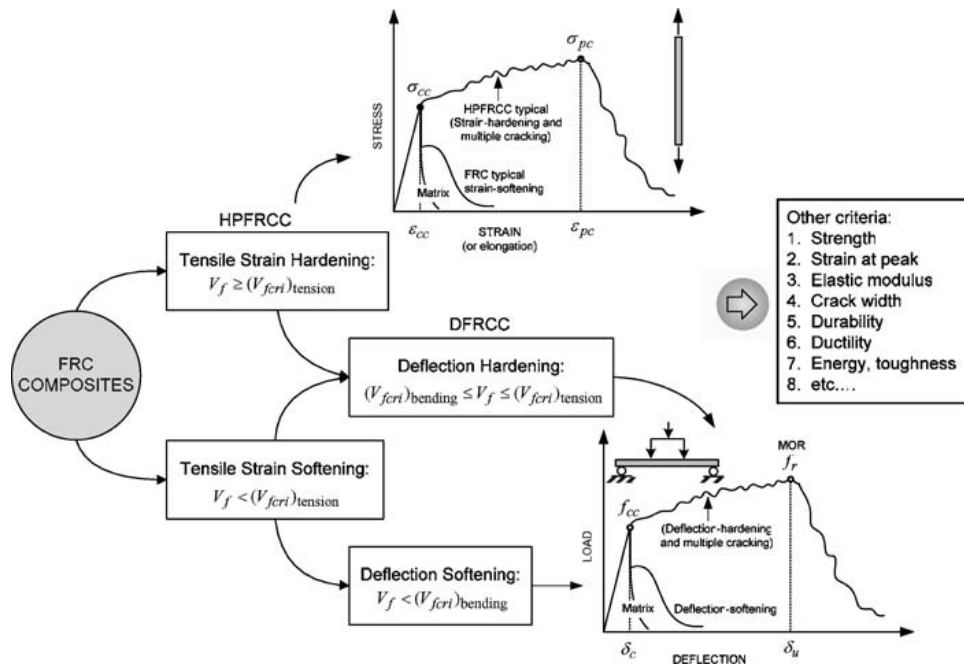 STRESS
σcc
σpc
HPFRCC typical
(Strair-hardening and
multiple cracking)
FRC typical
strain-softening
Matrix
εcc
STRAIN
(or elongation)
εpc
HPFRCC
Tensile Strain Hardening:
Vf ≥ (Vfcri)tension
FRC
COMPOSITES
DFRCC
Deflection Hardening:
(Vfcri)bending ≤ Vf ≤ (Vfcri)tension
Tensile Strain Softening:
Vf < (Vfcri)tension
Deflection Softening:
Vf < (Vfcri)bending
Other criteria:
1. Strength
2. Strain at peak
3. Elastic modulus
4. Crack width
5. Durability
6. Ductility
7. Energy, toughness
8. etc....
LOAD
MOR
fr
fcc
(Deflectior-hardening
and multiple cracking)
Matrix
Deflectior-softening
δc
δu
DEFLECTION